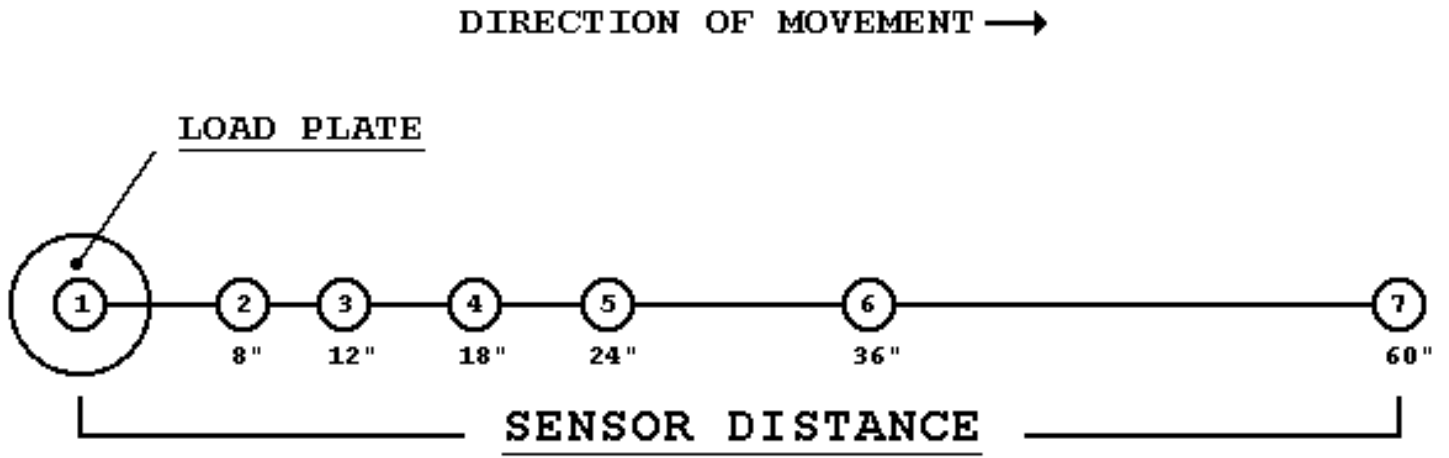 DIRECTION OF MOVEMENT
LOAD PLATE
1 2 3 4 5 6 7
8" 12" 18" 24" 36" 60"
SENSOR DISTANCE